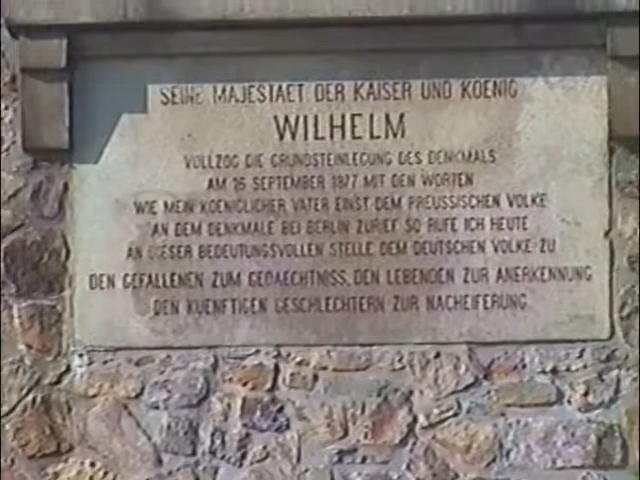 SEINE MAJESTAET DER KAISER UND KOENIG
WILHELM
VOLLZOG DIE GRUNDSTEINLEGUNG DES DENKMALS
AM 16 SEPTEMBER 1877 MIT DEN WORTEN
WIE MEIN KOENIGLICHER VATER EINST DEM PREUSSISCHEN VOLKE
AN DEM DENKMALE BEI BERLIN ZURIEF SO RUFE ICH HEUTE
AN DIESER BEDEUTUNGSVOLLEN STELLE DEM DEUTSCHEN VOLKE ZU
DEN GEFALLENEN ZUM GEDAECHTNISS, DEN LEBENDEN ZUR ANERKENNUNG
DEN KUENFTIGEN GESCHLECHTERN ZUR NACHEIFERUNG